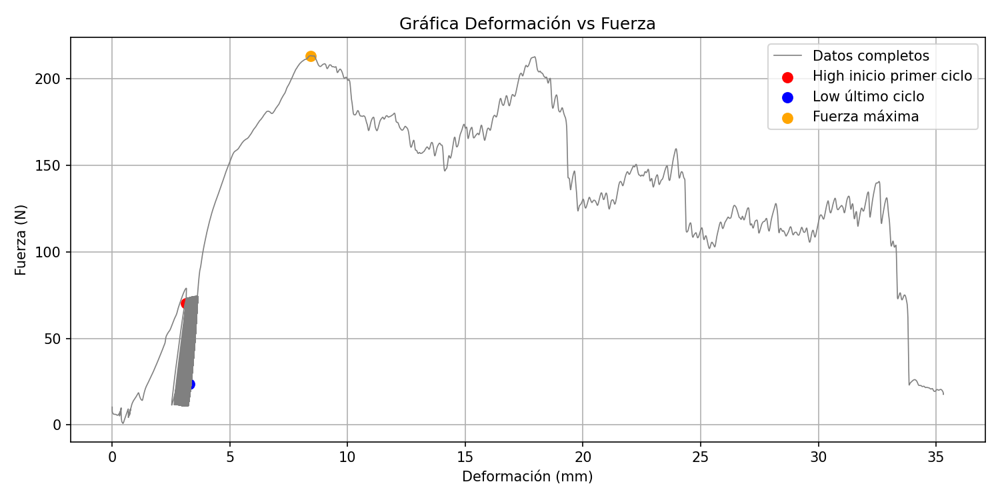 Gráfica Deformación vs Fuerza
Datos completos
High inicio primer ciclo
Low último ciclo
Fuerza máxima
Fuerza (N)
200
150
100
50
0
0 5 10 15 20 25 30 35
Deformación (mm)